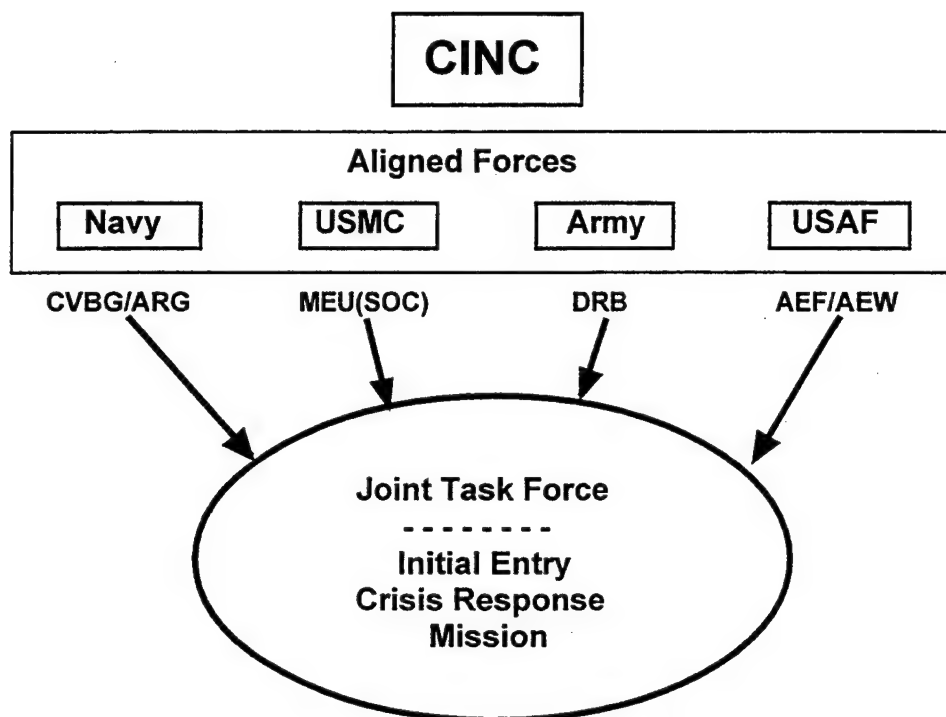 CINC
Aligned Forces
Navy USMC Army USAF
CVBG/ARG MEU(SOC) DRB AEF/AEW
Joint Task Force
- - - - - - - -
Initial Entry
Crisis Response
Mission